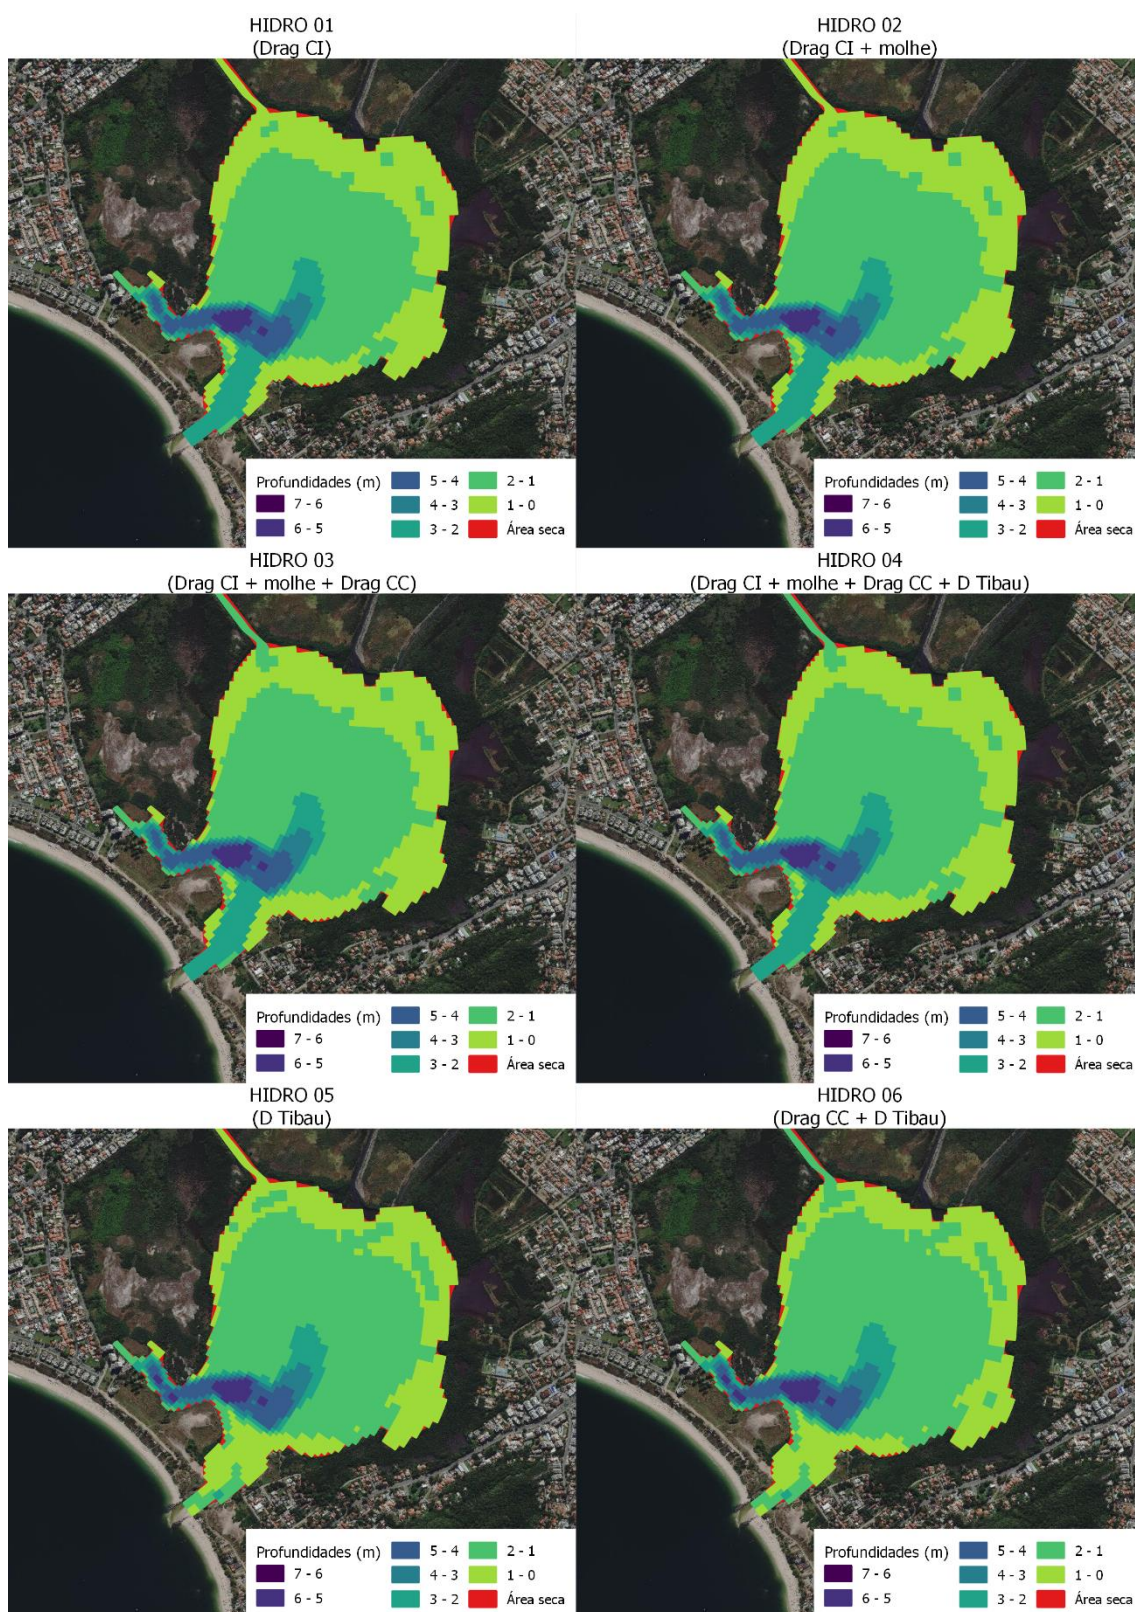 HIDRO 01
(Drag CI)
HIDRO 02
(Drag CI + molhe)
Profundidades (m)
7 - 6
6 - 5
5 - 4
4 - 3
3 - 2
2 - 1
1 - 0
Área seca
Profundidades (m)
7 - 6
6 - 5
5 - 4
4 - 3
3 - 2
2 - 1
1 - 0
Área seca
HIDRO 03
(Drag CI + molhe + Drag CC)
HIDRO 04
(Drag CI + molhe + Drag CC + D Tibau)
Profundidades (m)
7 - 6
6 - 5
5 - 4
4 - 3
3 - 2
2 - 1
1 - 0
Área seca
Profundidades (m)
7 - 6
6 - 5
5 - 4
4 - 3
3 - 2
2 - 1
1 - 0
Área seca
HIDRO 05
(D Tibau)
HIDRO 06
(Drag CC + D Tibau)
Profundidades (m)
7 - 6
6 - 5
5 - 4
4 - 3
3 - 2
2 - 1
1 - 0
Área seca
Profundidades (m)
7 - 6
6 - 5
5 - 4
4 - 3
3 - 2
2 - 1
1 - 0
Área seca